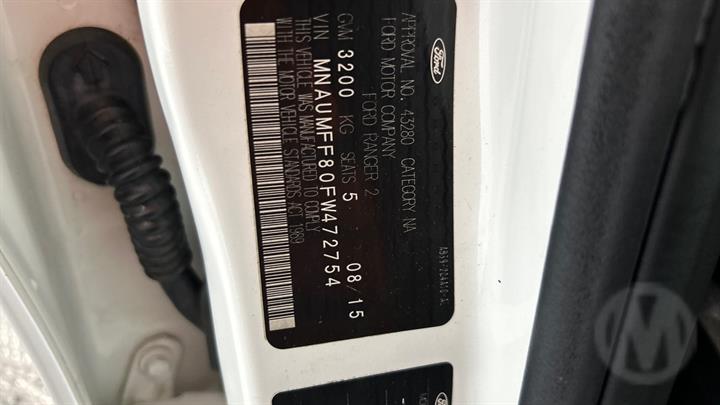 Ford
APPROVAL NO. 43280 CATEGORY NA
FORD MOTOR COMPANY
FORD RANGER 2
GVM 3200 KG SEATS 5 08/15
VIN MNAUMFF80FW472754
THIS VEHICLE WAS MANUFACTURED TO COMPLY
WITH THE MOTOR VEHICLE STANDARDS ACT 1989
M